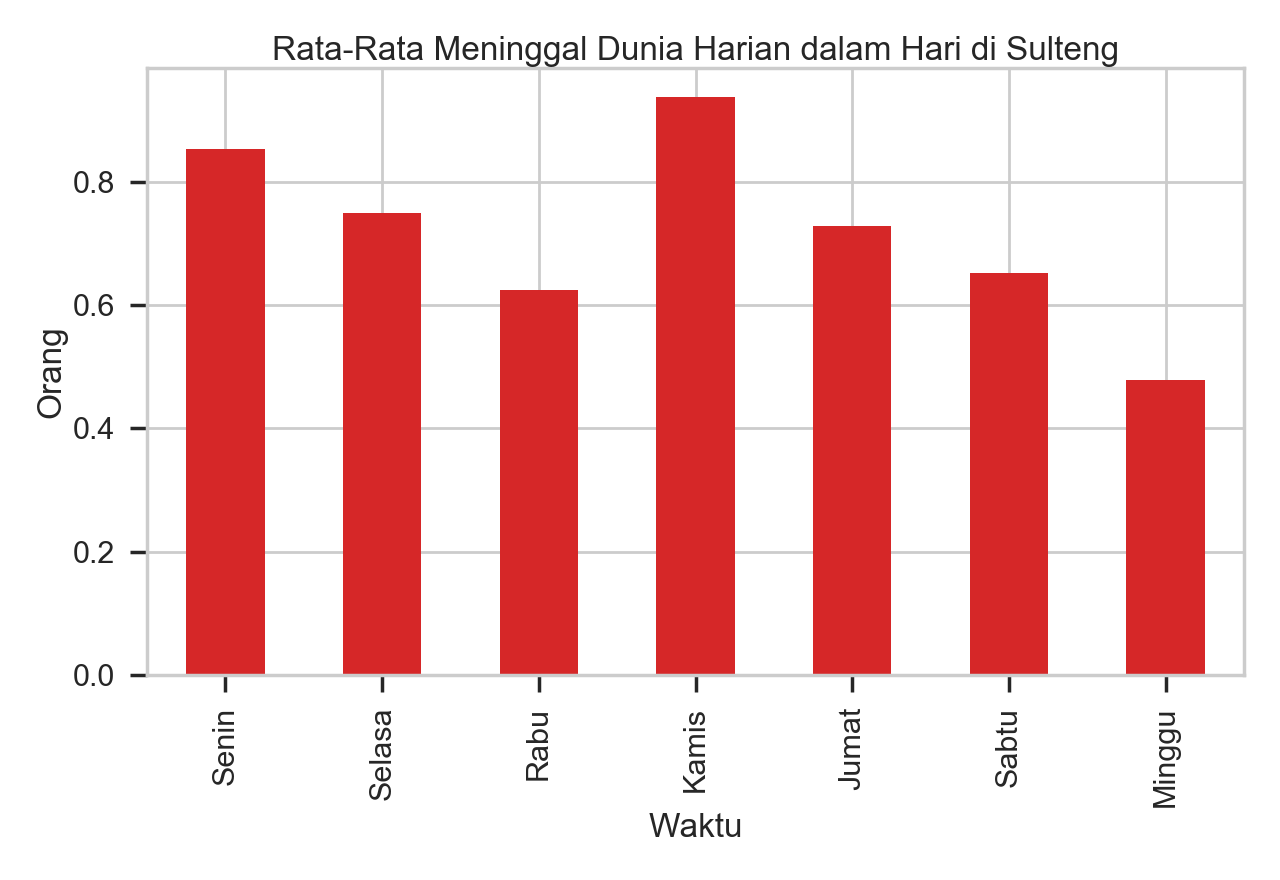 Rata-Rata Meninggal Dunia Harian dalam Hari di Sulteng
0.8
0.6
0.4
0.2
0.0
Orang
Senin
Selasa
Rabu
Kamis
Jumat
Sabtu
Minggu
Waktu